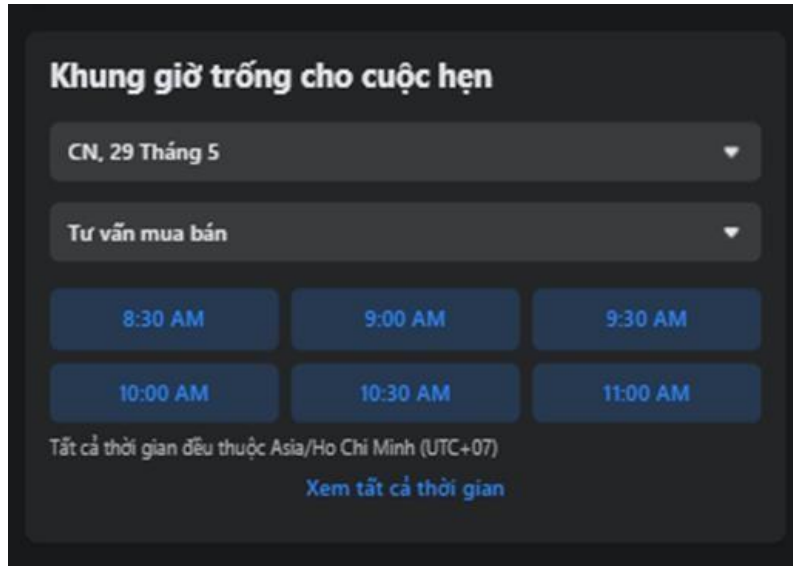 Khung giờ trống cho cuộc hẹn
CN, 29 Tháng 5
Tư vấn mua bán
8:30 AM 9:00 AM 9:30 AM
10:00 AM 10:30 AM 11:00 AM
Tất cả thời gian đều thuộc Asia/Ho Chi Minh (UTC+07)
Xem tất cả thời gian